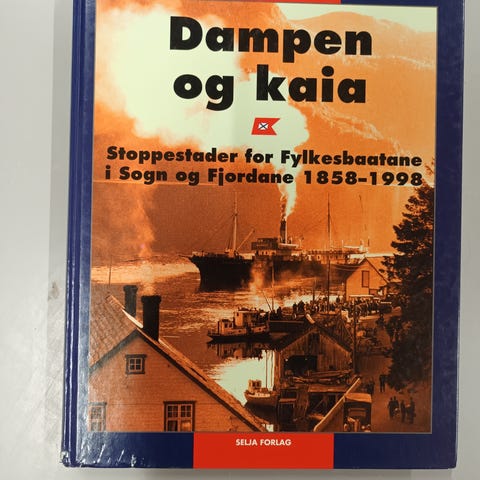 Dampen
og kaia
Stoppestader for Fylkesbaatane
i Sogn og Fjordane 1858-1998
SELJA FORLAG